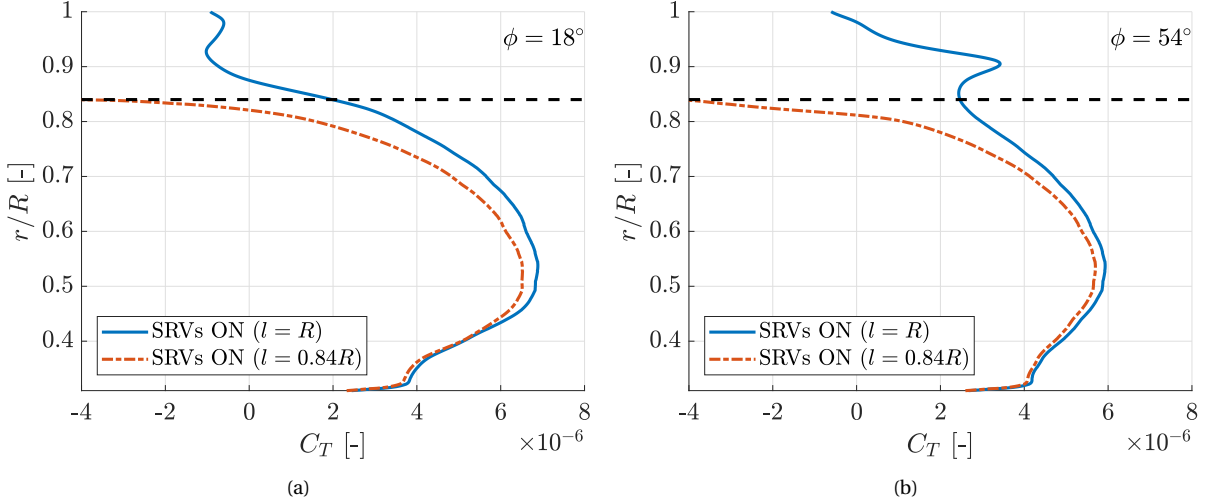 1
0.9
0.8
0.7
0.6
0.5
0.4
r/R [-]
ϕ = 18°
SRVs ON (l = R)
SRVs ON (l = 0.84R)
-4 -2 0 2 4 6 8
C_T [-]
×10⁻⁶
(a)
1
0.9
0.8
0.7
0.6
0.5
0.4
r/R [-]
ϕ = 54°
SRVs ON (l = R)
SRVs ON (l = 0.84R)
-4 -2 0 2 4 6 8
C_T [-]
×10⁻⁶
(b)